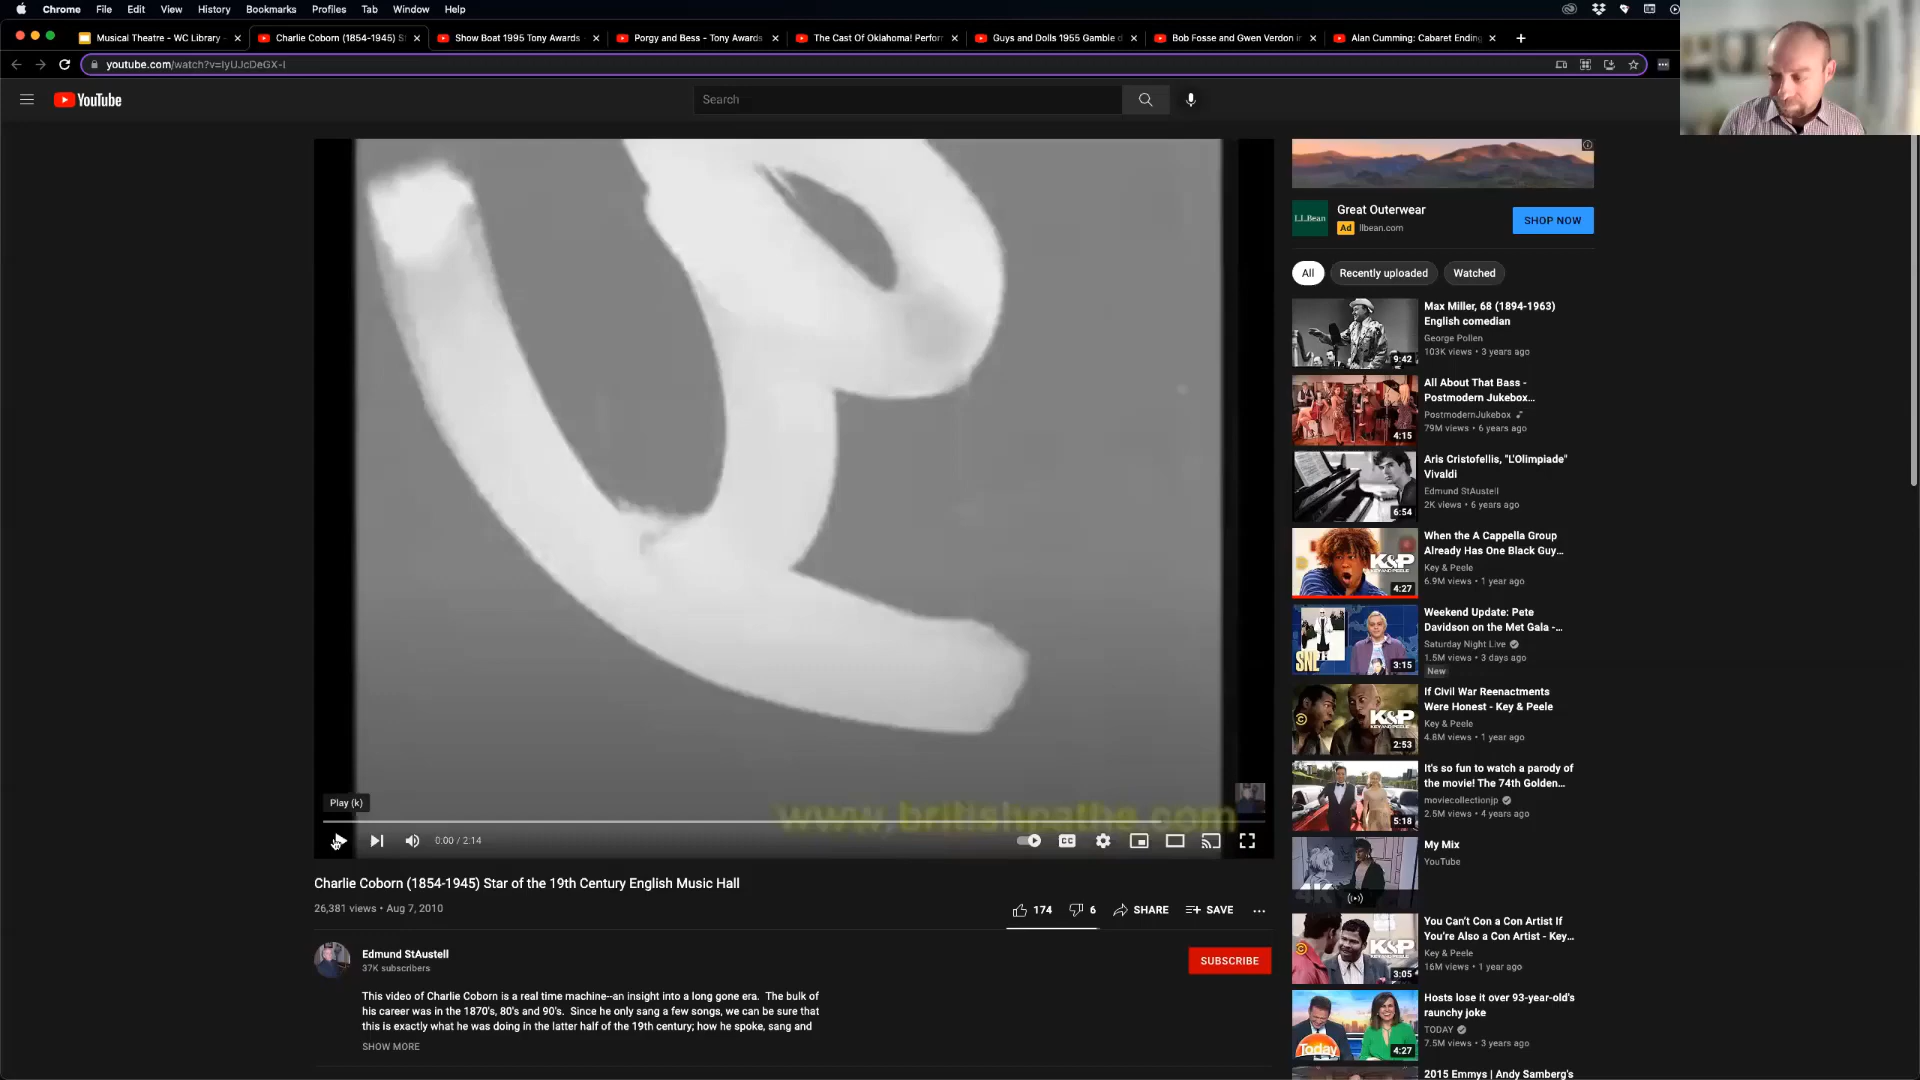 Chrome File Edit View History Bookmarks Profiles Tab Window Help
Musical Theatre - WC Library - Charlie Coborn (1854-1945) S Show Boat 1995 Tony Awards Porgy and Bess - Tony Awards The Cast Of Oklahoma! Perfor Guys and Dolls 1955 Gamble Bob Fosse and Gwen Verdon i Alan Cumming: Cabaret Ending
youtube.com/watch?v=lyUJcDeGX-I
YouTube
Search
Great Outerwear
L.L.Bean
Ad llbean.com
SHOP NOW
All Recently uploaded Watched
Max Miller, 68 (1894-1963)
English comedian
George Pollen
103K views • 3 years ago
9:42
All About That Bass -
Postmodern Jukebox...
PostmodernJukebox
79M views • 6 years ago
4:15
Aris Cristofellis, "L'Olimpiade"
Vivaldi
Edmund StAustell
2K views • 6 years ago
6:54
When the A Cappella Group
Already Has One Black Guy...
Key & Peele
6.9M views • 1 year ago
K&P
4:27
Weekend Update: Pete
Davidson on the Met Gala -...
Saturday Night Live
1.5M views • 3 days ago
New
SNL
3:15
If Civil War Reenactments
Were Honest - Key & Peele
Key & Peele
4.8M views • 1 year ago
K&P
2:53
It's so fun to watch a parody of
the movie! The 74th Golden...
moviecollectionjp
2.5M views • 4 years ago
5:18
My Mix
YouTube
4K
You Can't Con a Con Artist If
You're Also a Con Artist - Key...
Key & Peele
16M views • 1 year ago
K&P
3:05
Hosts lose it over 93-year-old's
raunchy joke
TODAY
7.5M views • 3 years ago
Today
4:27
2015 Emmys | Andy Samberg's
Play (k)
www.britishpathe.com
0:00 / 2:14
CC
Charlie Coborn (1854-1945) Star of the 19th Century English Music Hall
26,381 views • Aug 7, 2010
174 6 SHARE SAVE
Edmund StAustell
37K subscribers
SUBSCRIBE
This video of Charlie Coborn is a real time machine--an insight into a long gone era. The bulk of
his career was in the 1870's, 80's and 90's. Since he only sang a few songs, we can be sure that
this is exactly what he was doing in the latter half of the 19th century; how he spoke, sang and
SHOW MORE